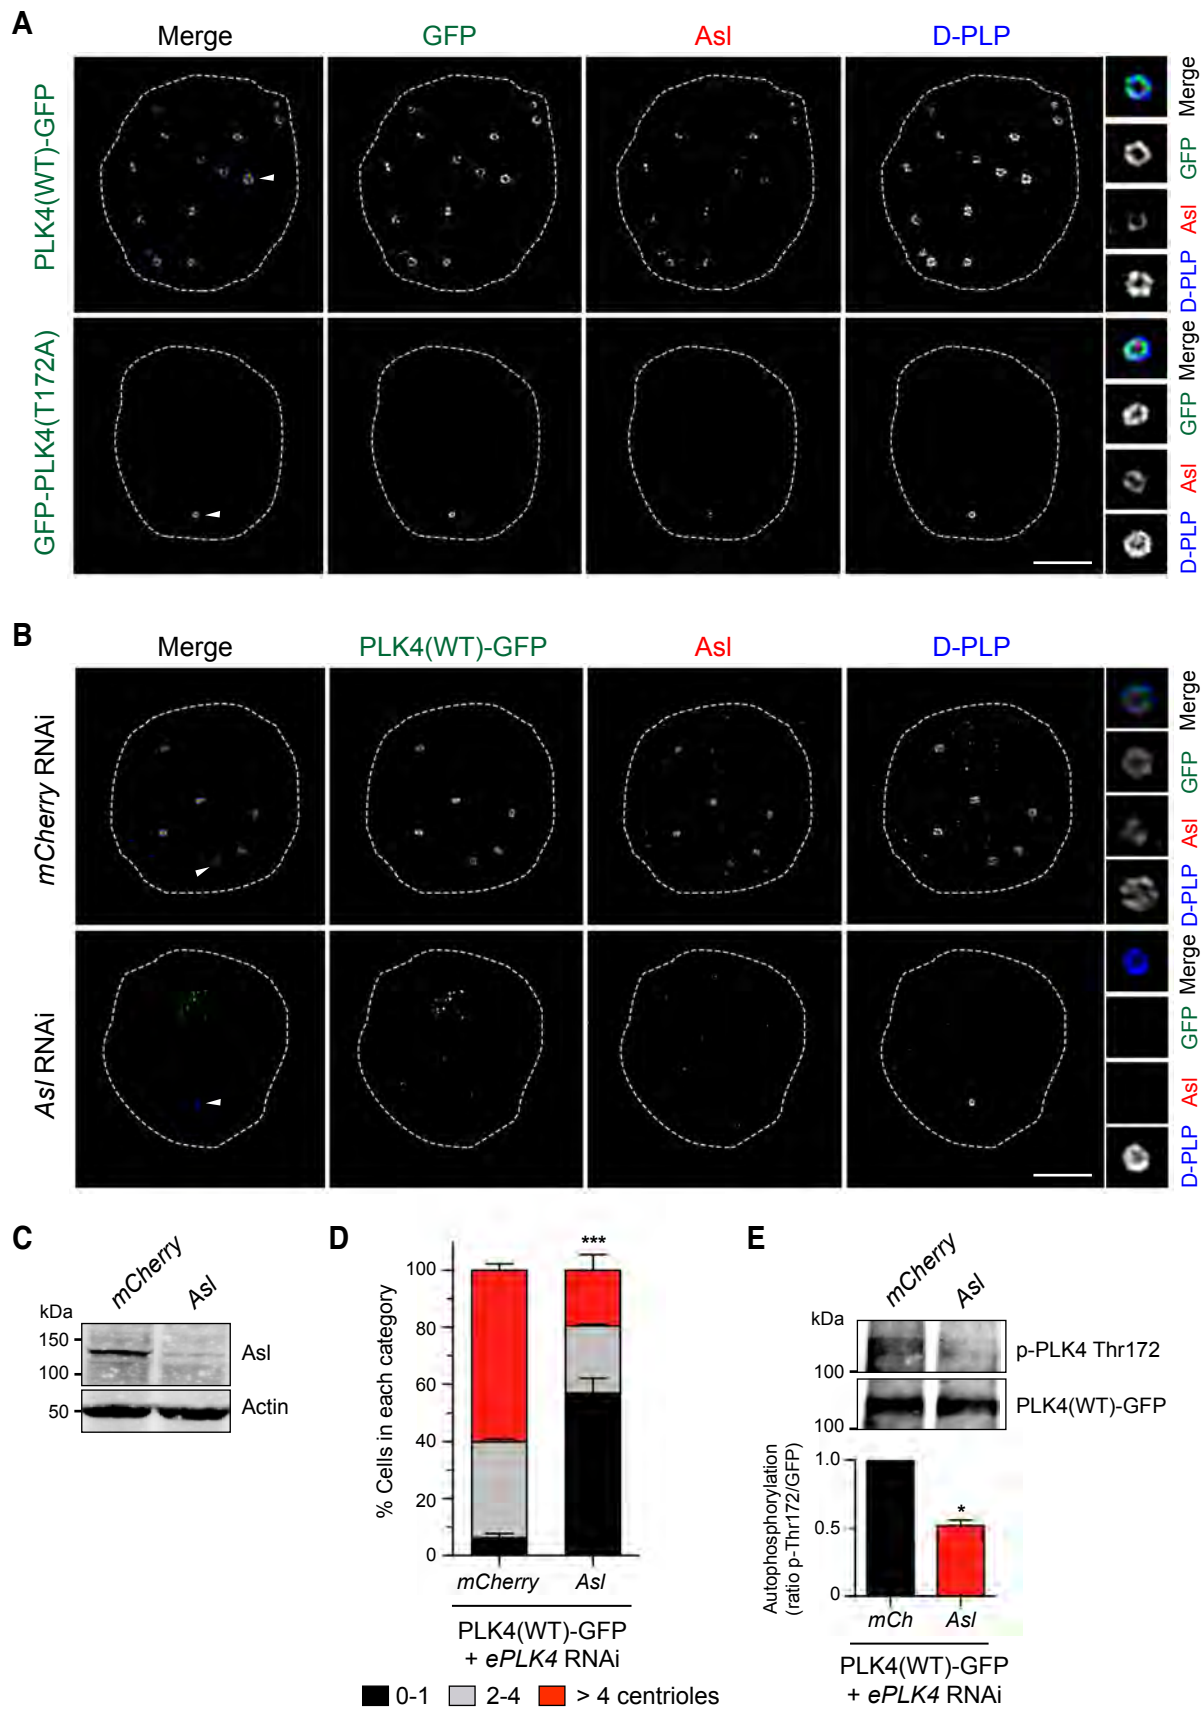 A
Merge
GFP
Asl
D-PLP
PLK4(WT)-GFP
Merge
GFP
Asl
D-PLP
GFP-PLK4(T172A)
Merge
GFP
Asl
D-PLP
B
Merge
PLK4(WT)-GFP
Asl
D-PLP
mCherry RNAi
Merge
GFP
Asl
D-PLP
Asl RNAi
Merge
GFP
Asl
D-PLP
C
mCherry
Asl
kDa
150
100
Asl
50
Actin
D
% Cells in each category
100
80
60
40
20
0
***
mCherry
Asl
PLK4(WT)-GFP
+ ePLK4 RNAi
0-1
2-4
> 4 centrioles
E
mCherry
Asl
kDa
100
p-PLK4 Thr172
100
PLK4(WT)-GFP
Autophosphorylation
(ratio p-Thr172/GFP)
1.0
0.5
0
*
mCh
Asl
PLK4(WT)-GFP
+ ePLK4 RNAi